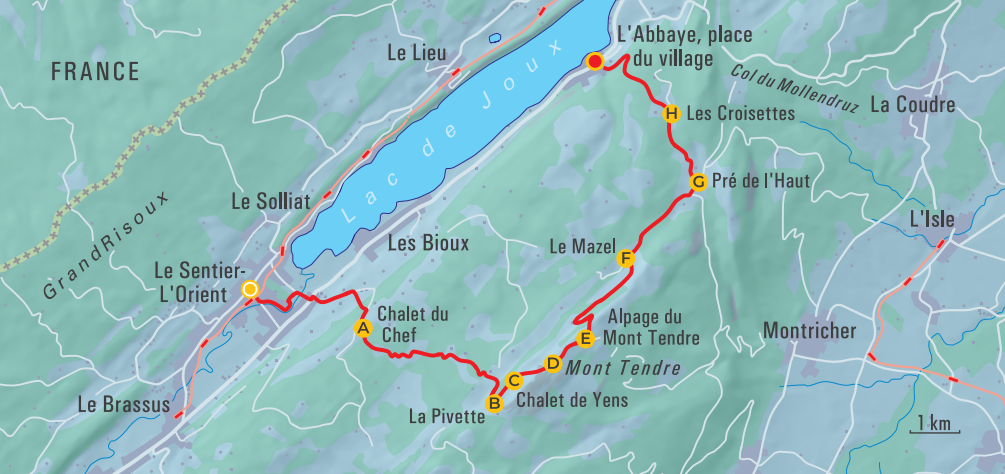 L'Abbaye, place
du village
Le Lieu
FRANCE
Lac de Joux
Col du Mollendruz
La Coudre
H
Les Croisettes
G
Pré de l'Haut
Le Solliat
GrandRisoux
L'Isle
Les Bioux
Le Mazel
F
Le Sentier-
L'Orient
Chalet du
Chef
A
Alpage du
Mont Tendre
E
Montricher
D
Mont Tendre
C
Chalet de Yens
B
La Pivette
Le Brassus
1 km